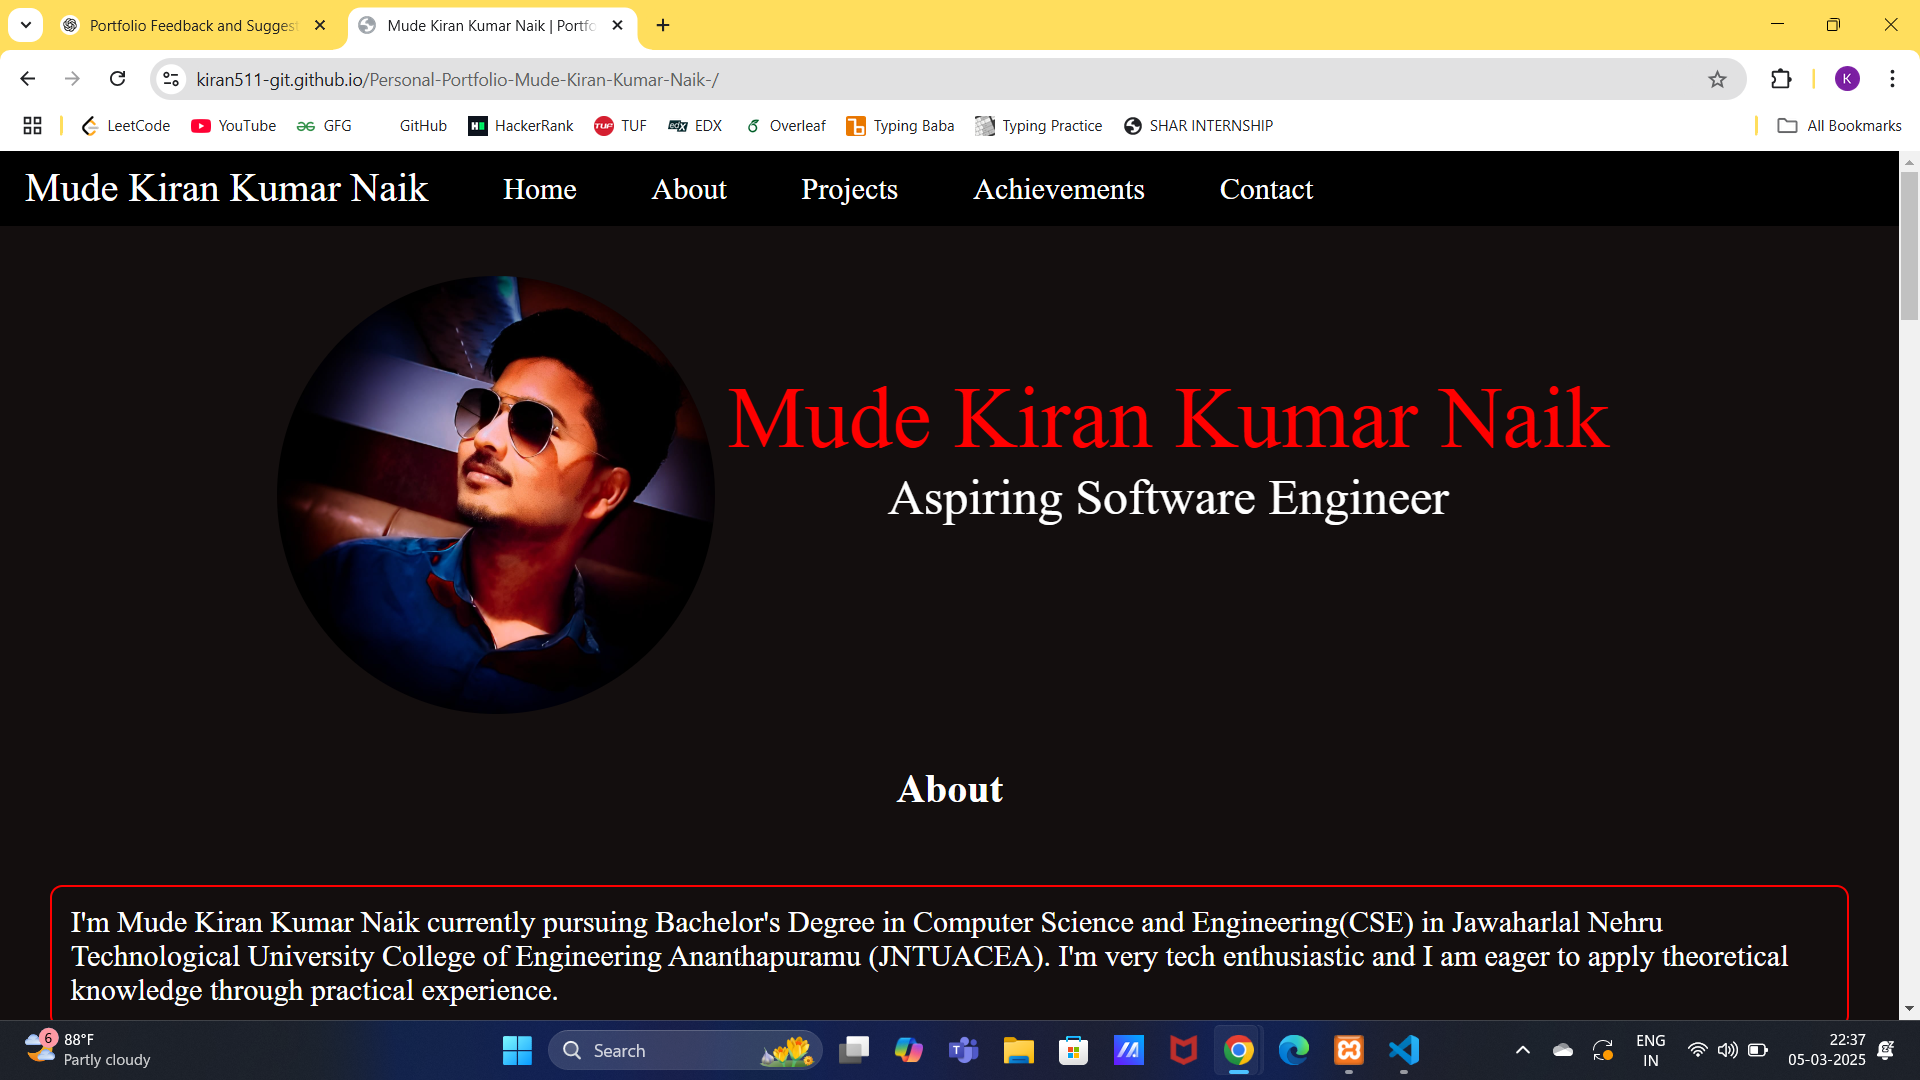 Portfolio Feedback and Suggest
Mude Kiran Kumar Naik | Portfo
kiran511-git.github.io/Personal-Portfolio-Mude-Kiran-Kumar-Naik-/
K
LeetCode YouTube GFG GitHub HackerRank TUF EDX Overleaf Typing Baba Typing Practice SHAR INTERNSHIP All Bookmarks
Mude Kiran Kumar Naik Home About Projects Achievements Contact
Mude Kiran Kumar Naik
Aspiring Software Engineer
About
I'm Mude Kiran Kumar Naik currently pursuing Bachelor's Degree in Computer Science and Engineering(CSE) in Jawaharlal Nehru
Technological University College of Engineering Ananthapuramu (JNTUACEA). I'm very tech enthusiastic and I am eager to apply theoretical
knowledge through practical experience.
6
88°F
Partly cloudy
Search
ENG
IN
22:37
05-03-2025